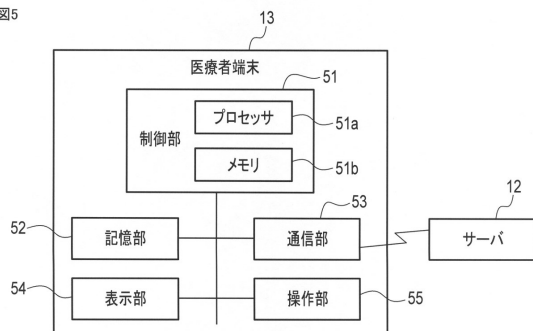 図5
13
医療者端末
51
プロセッサ
51a
制御部
メモリ
51b
53
12
52
記憶部
通信部
サーバ
54
表示部
操作部
55